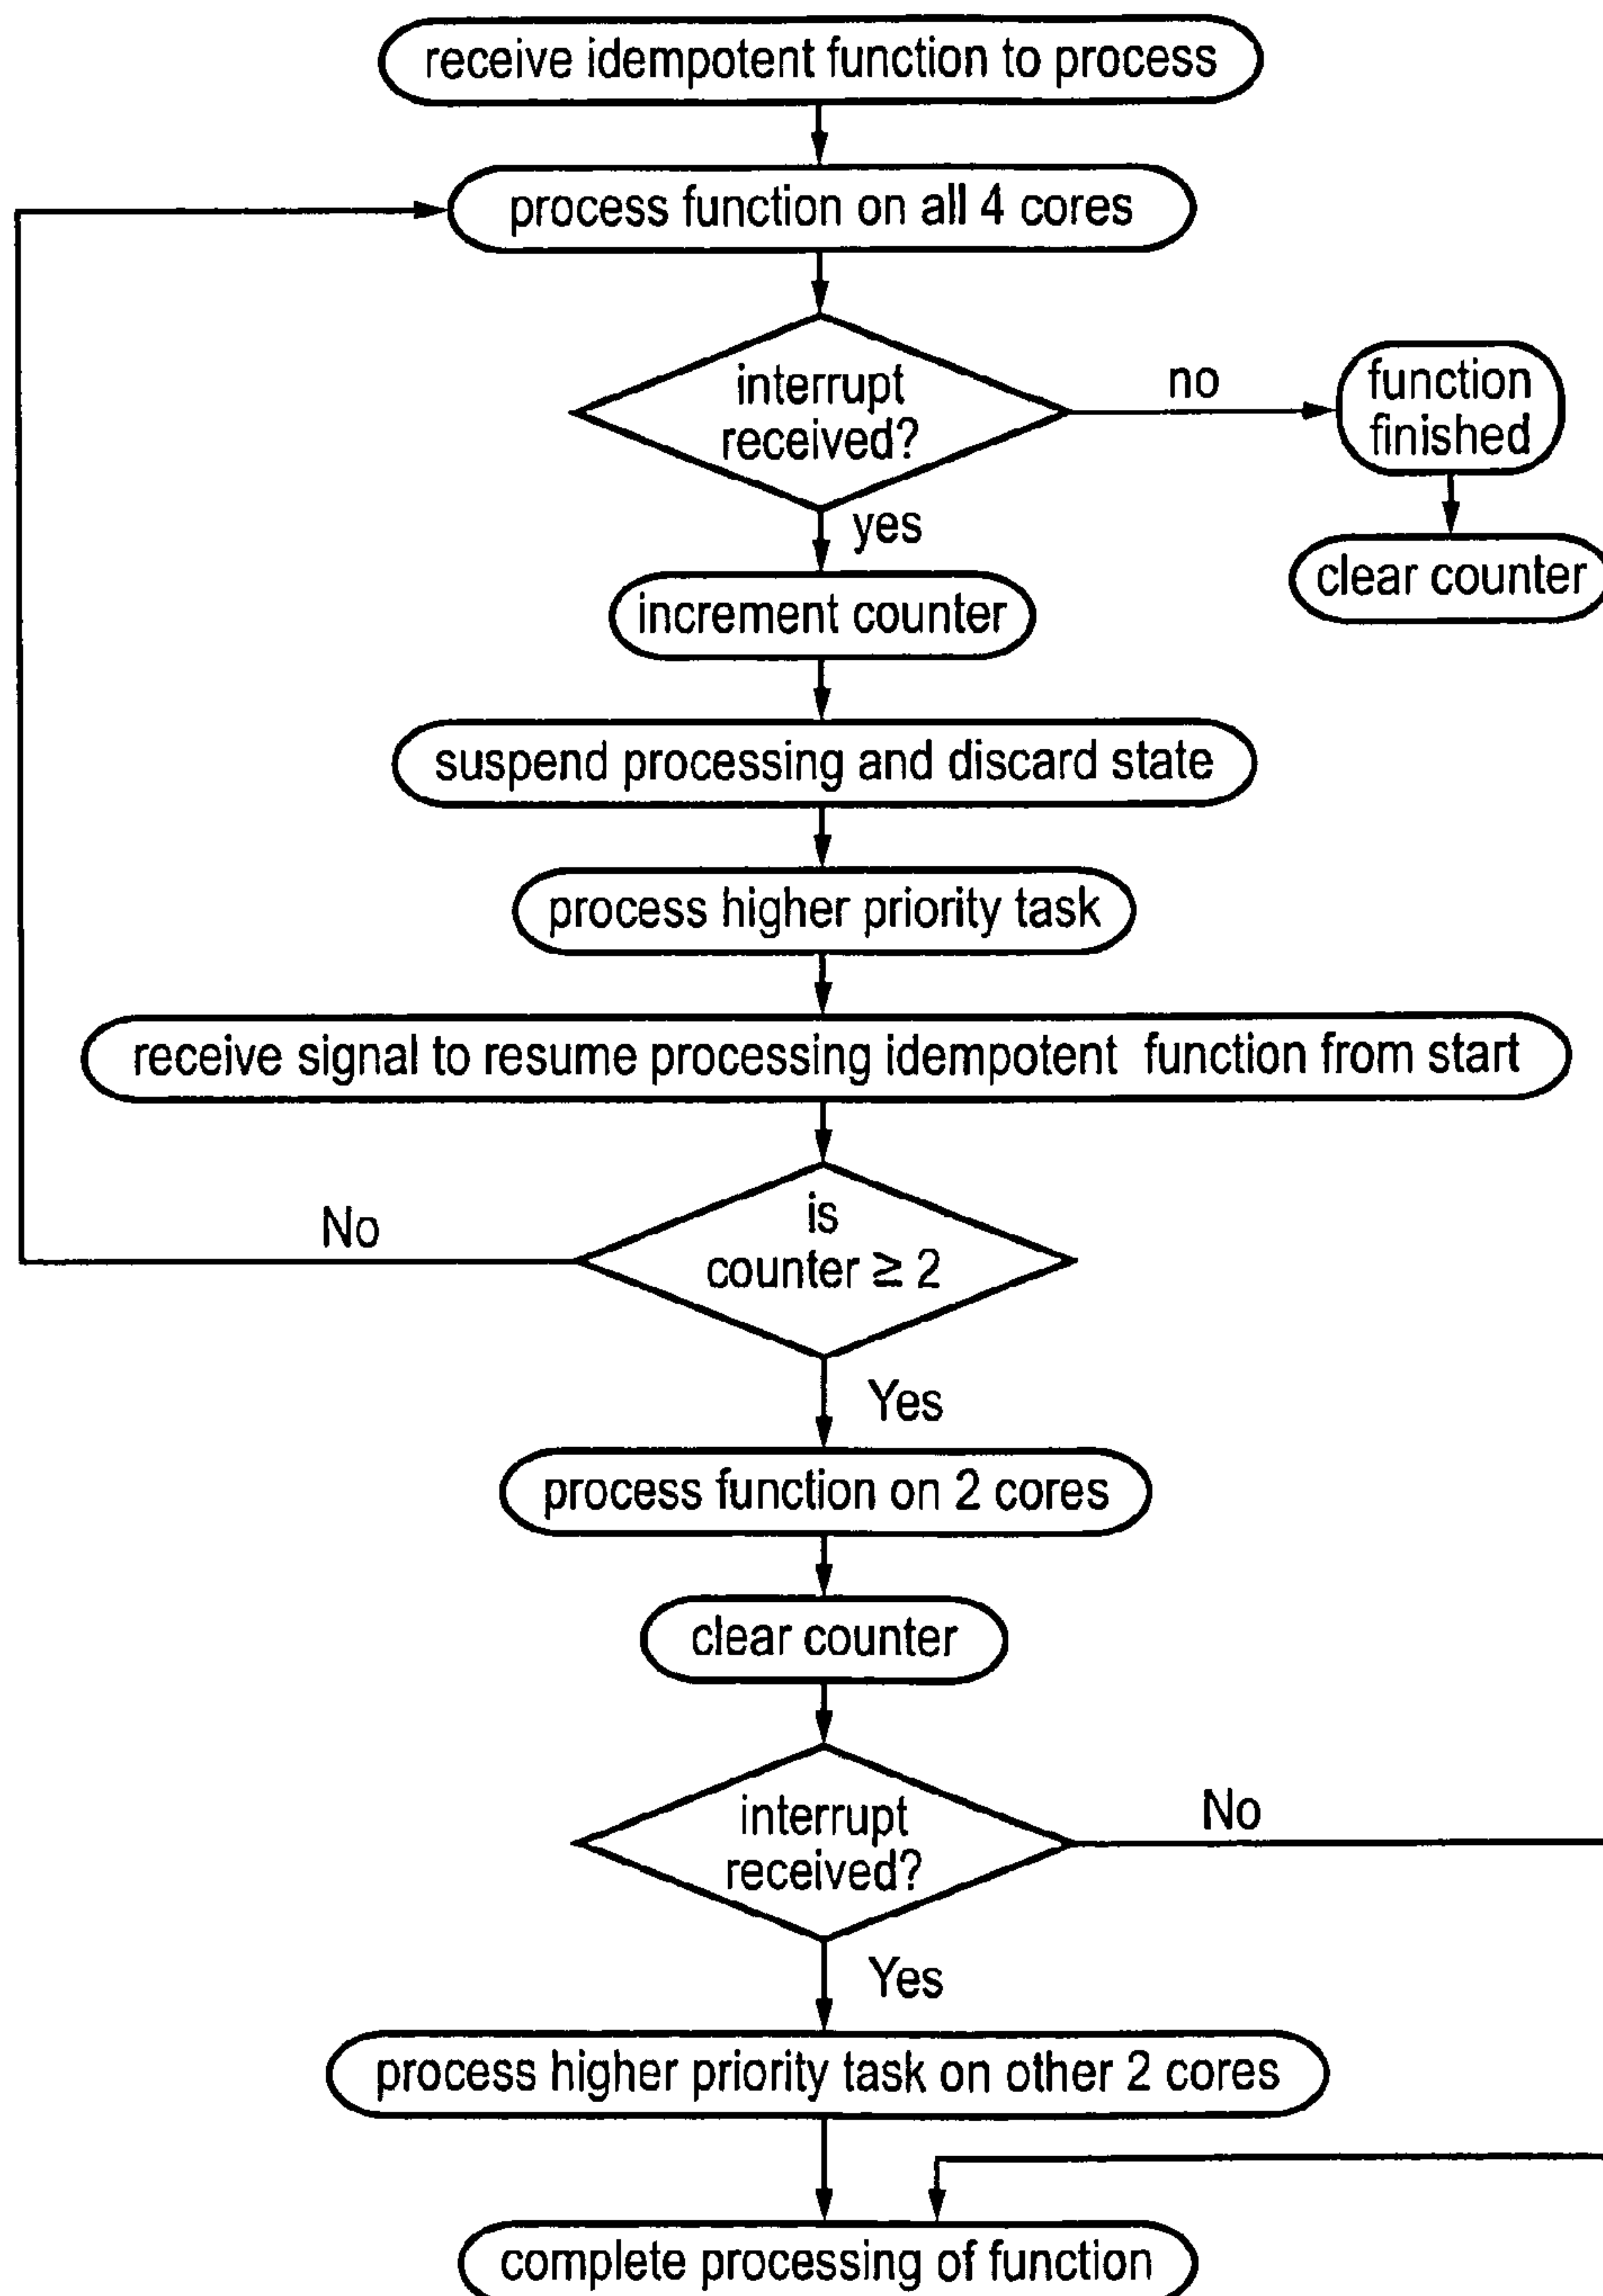 receive idempotent function to process
process function on all 4 cores
interrupt
received?
no
function
finished
yes
clear counter
increment counter
suspend processing and discard state
process higher priority task
receive signal to resume processing idempotent function from start
No
is
counter ≥ 2
Yes
process function on 2 cores
clear counter
interrupt
received?
No
Yes
process higher priority task on other 2 cores
complete processing of function